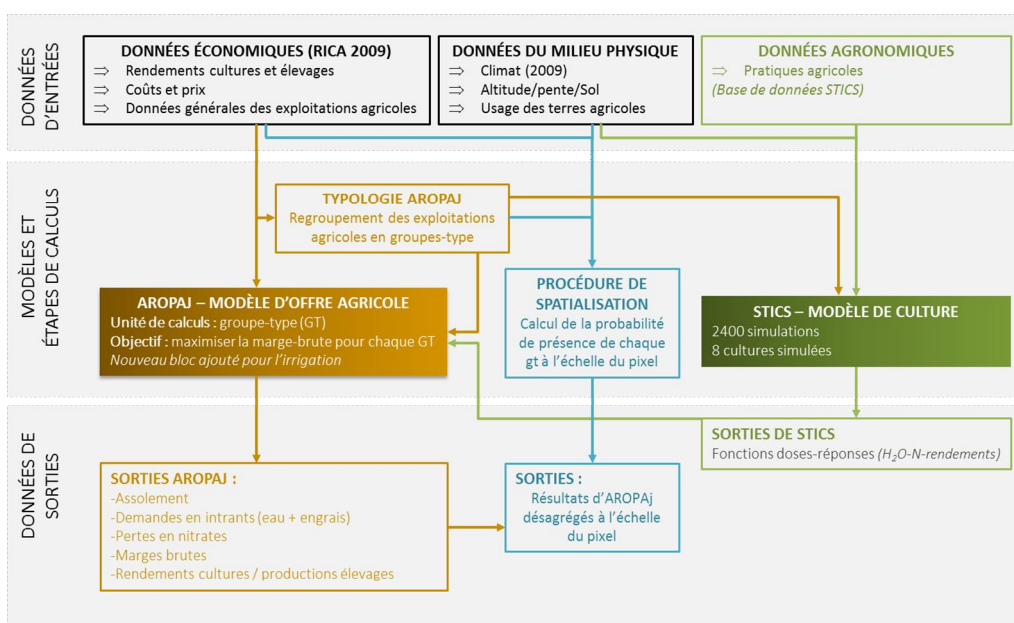 DONNÉES
D'ENTRÉES
DONNÉES ÉCONOMIQUES (RICA 2009)
⇒ Rendements cultures et élevages
⇒ Coûts et prix
⇒ Données générales des exploitations agricoles
DONNÉES DU MILIEU PHYSIQUE
⇒ Climat (2009)
⇒ Altitude/pente/Sol
⇒ Usage des terres agricoles
DONNÉES AGRONOMIQUES
⇒ Pratiques agricoles
(Base de données STICS)
MODÈLES ET
ÉTAPES DE CALCULS
TYPOLOGIE AROPAJ
Regroupement des exploitations
agricoles en groupes-type
AROPAJ – MODÈLE D'OFFRE AGRICOLE
Unité de calculs : groupe-type (GT)
Objectif : maximiser la marge-brute pour chaque GT
Nouveau bloc ajouté pour l'irrigation
PROCÉDURE DE
SPATIALISATION
Calcul de la probabilité
de présence de chaque
gt à l'échelle du pixel
STICS – MODÈLE DE CULTURE
2400 simulations
8 cultures simulées
DONNÉES DE
SORTIES
SORTIES DE STICS
Fonctions doses-réponses (H₂O-N-rendements)
SORTIES AROPAJ :
-Assolement
-Demandes en intrants (eau + engrais)
-Pertes en nitrates
-Marges brutes
-Rendements cultures / productions élevages
SORTIES :
Résultats d'AROPAj
désagrégés à l'échelle
du pixel